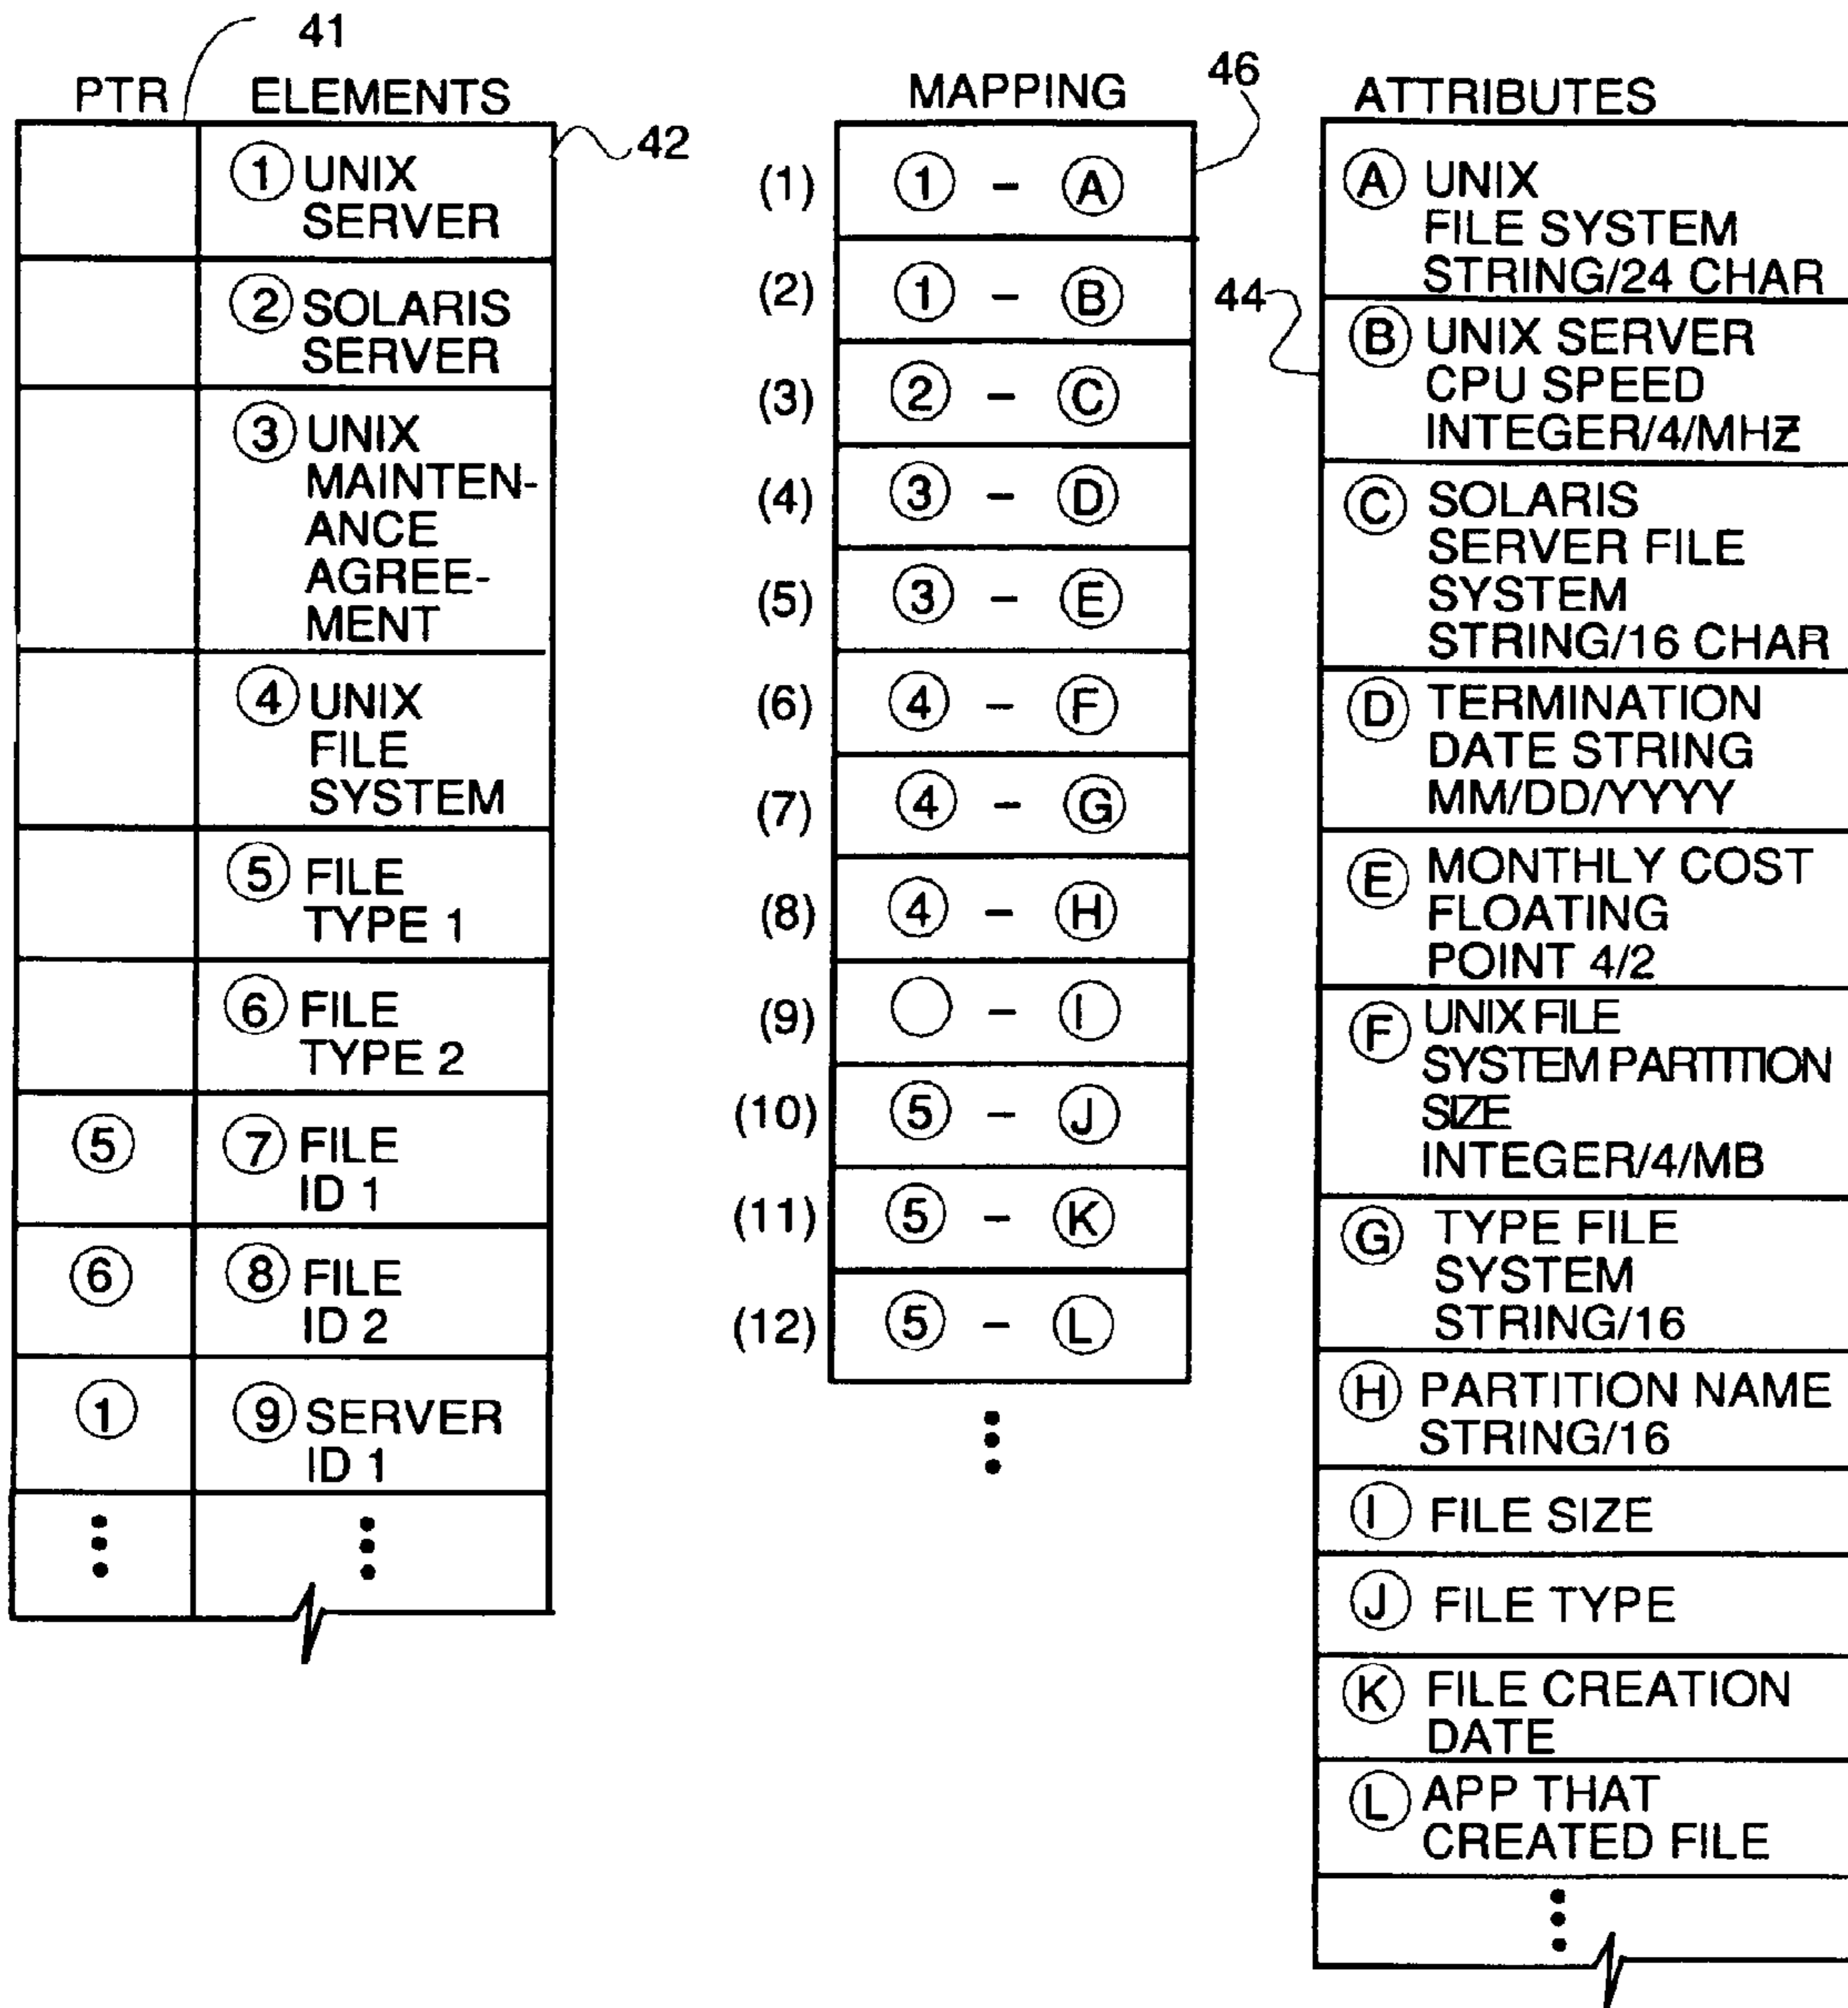 41
PTR ELEMENTS
42
1 UNIX
SERVER
2 SOLARIS
SERVER
3 UNIX
MAINTEN-
ANCE
AGREE-
MENT
4 UNIX
FILE
SYSTEM
5 FILE
TYPE 1
6 FILE
TYPE 2
5 7 FILE
ID 1
6 8 FILE
ID 2
1 9 SERVER
ID 1
MAPPING
46
(1) 1 - A
(2) 1 - B
(3) 2 - C
(4) 3 - D
(5) 3 - E
(6) 4 - F
(7) 4 - G
(8) 4 - H
(9) - I
(10) 5 - J
(11) 5 - K
(12) 5 - L
ATTRIBUTES
44
A UNIX
FILE SYSTEM
STRING/24 CHAR
B UNIX SERVER
CPU SPEED
INTEGER/4/MHZ
C SOLARIS
SERVER FILE
SYSTEM
STRING/16 CHAR
D TERMINATION
DATE STRING
MM/DD/YYYY
E MONTHLY COST
FLOATING
POINT 4/2
F UNIX FILE
SYSTEM PARTITION
SIZE
INTEGER/4/MB
G TYPE FILE
SYSTEM
STRING/16
H PARTITION NAME
STRING/16
I FILE SIZE
J FILE TYPE
K FILE CREATION
DATE
L APP THAT
CREATED FILE